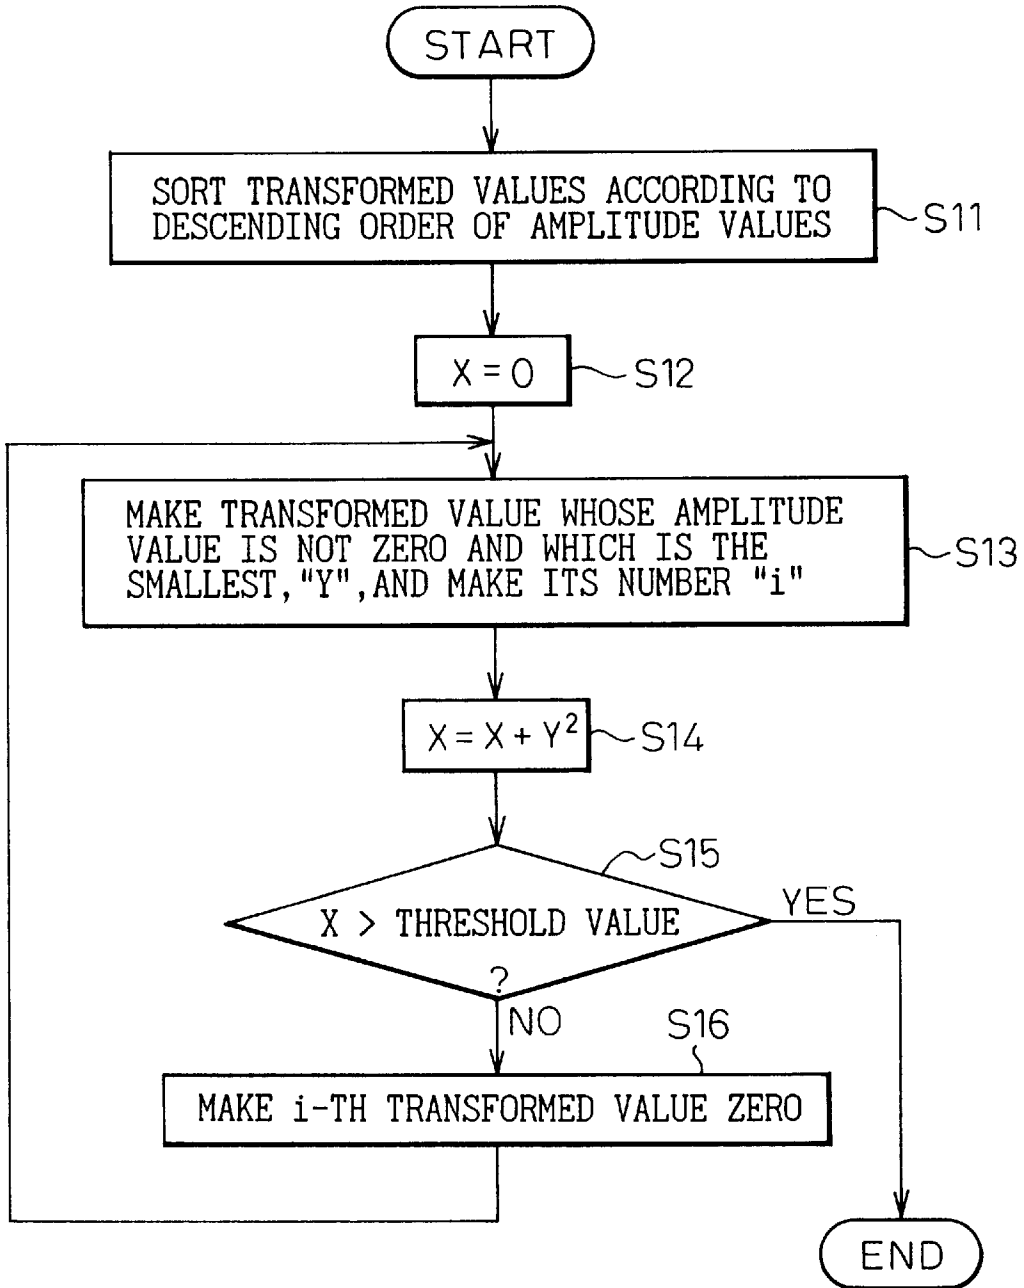 START
SORT TRANSFORMED VALUES ACCORDING TO
DESCENDING ORDER OF AMPLITUDE VALUES
S11
X = 0
S12
MAKE TRANSFORMED VALUE WHOSE AMPLITUDE
VALUE IS NOT ZERO AND WHICH IS THE
SMALLEST, "Y", AND MAKE ITS NUMBER "i"
S13
X = X + Y²
S14
S15
X > THRESHOLD VALUE
?
YES
NO
S16
MAKE i-TH TRANSFORMED VALUE ZERO
END